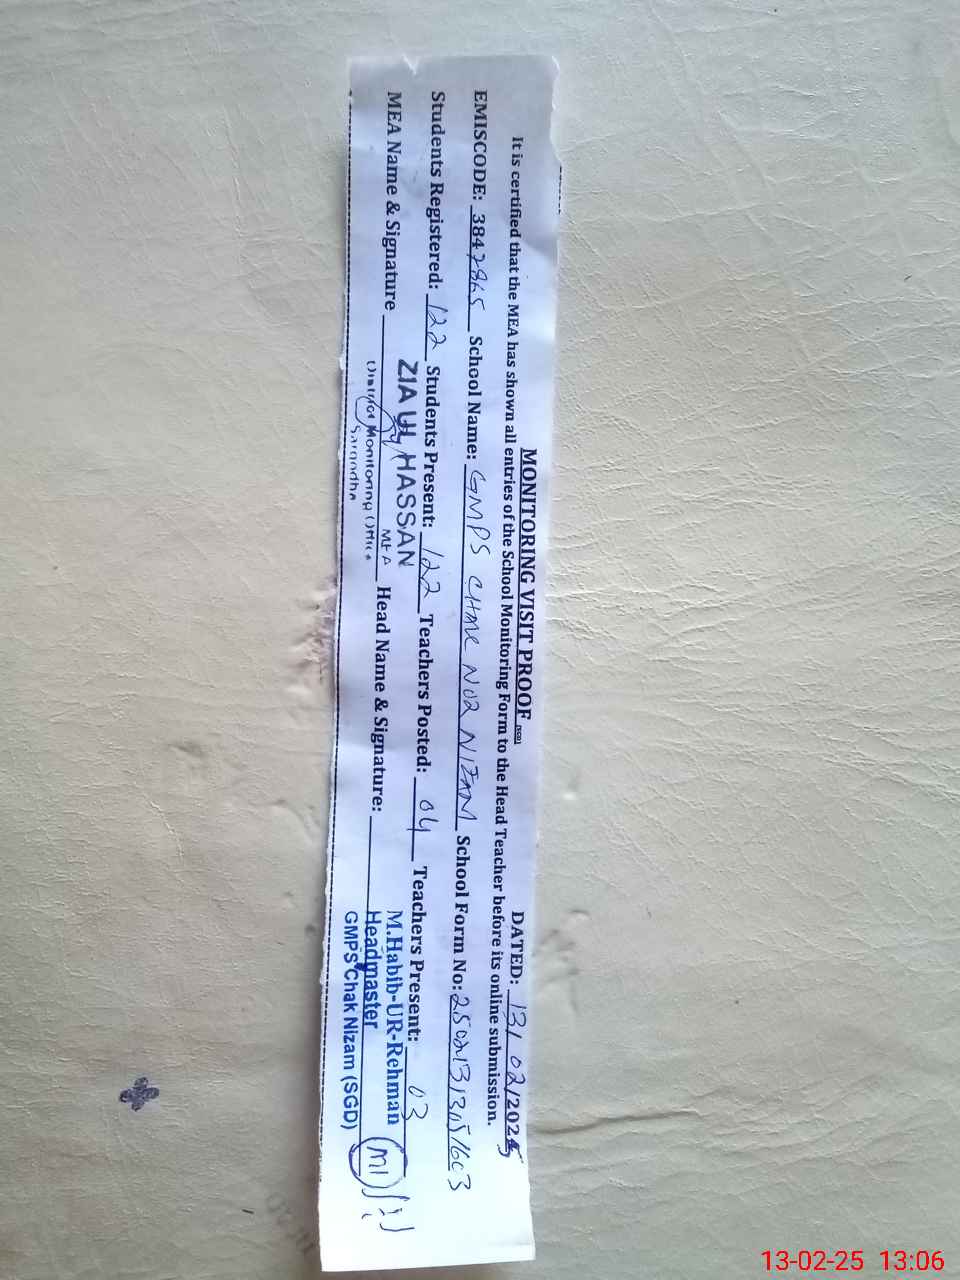 MONITORING VISIT PROOF (SED) DATED: 13/02/2025
It is certified that the MEA has shown all entries of the School Monitoring Form to the Head Teacher before its online submission.
EMISCODE: 38472865 School Name: GMPS CHAK NO2 NIZAM School Form No:
Students Registered: 122 Students Present: 122 Teachers Posted: 04 Teachers Present: 03
MEA Name & Signature ZIA UL HASSAN Head Name & Signature: M.Habib-UR-Rehman
MEA Headmaster
District Monitoring Office GMPS Chak Nizam (SGD)
Sargodha
13-02-25 13:06